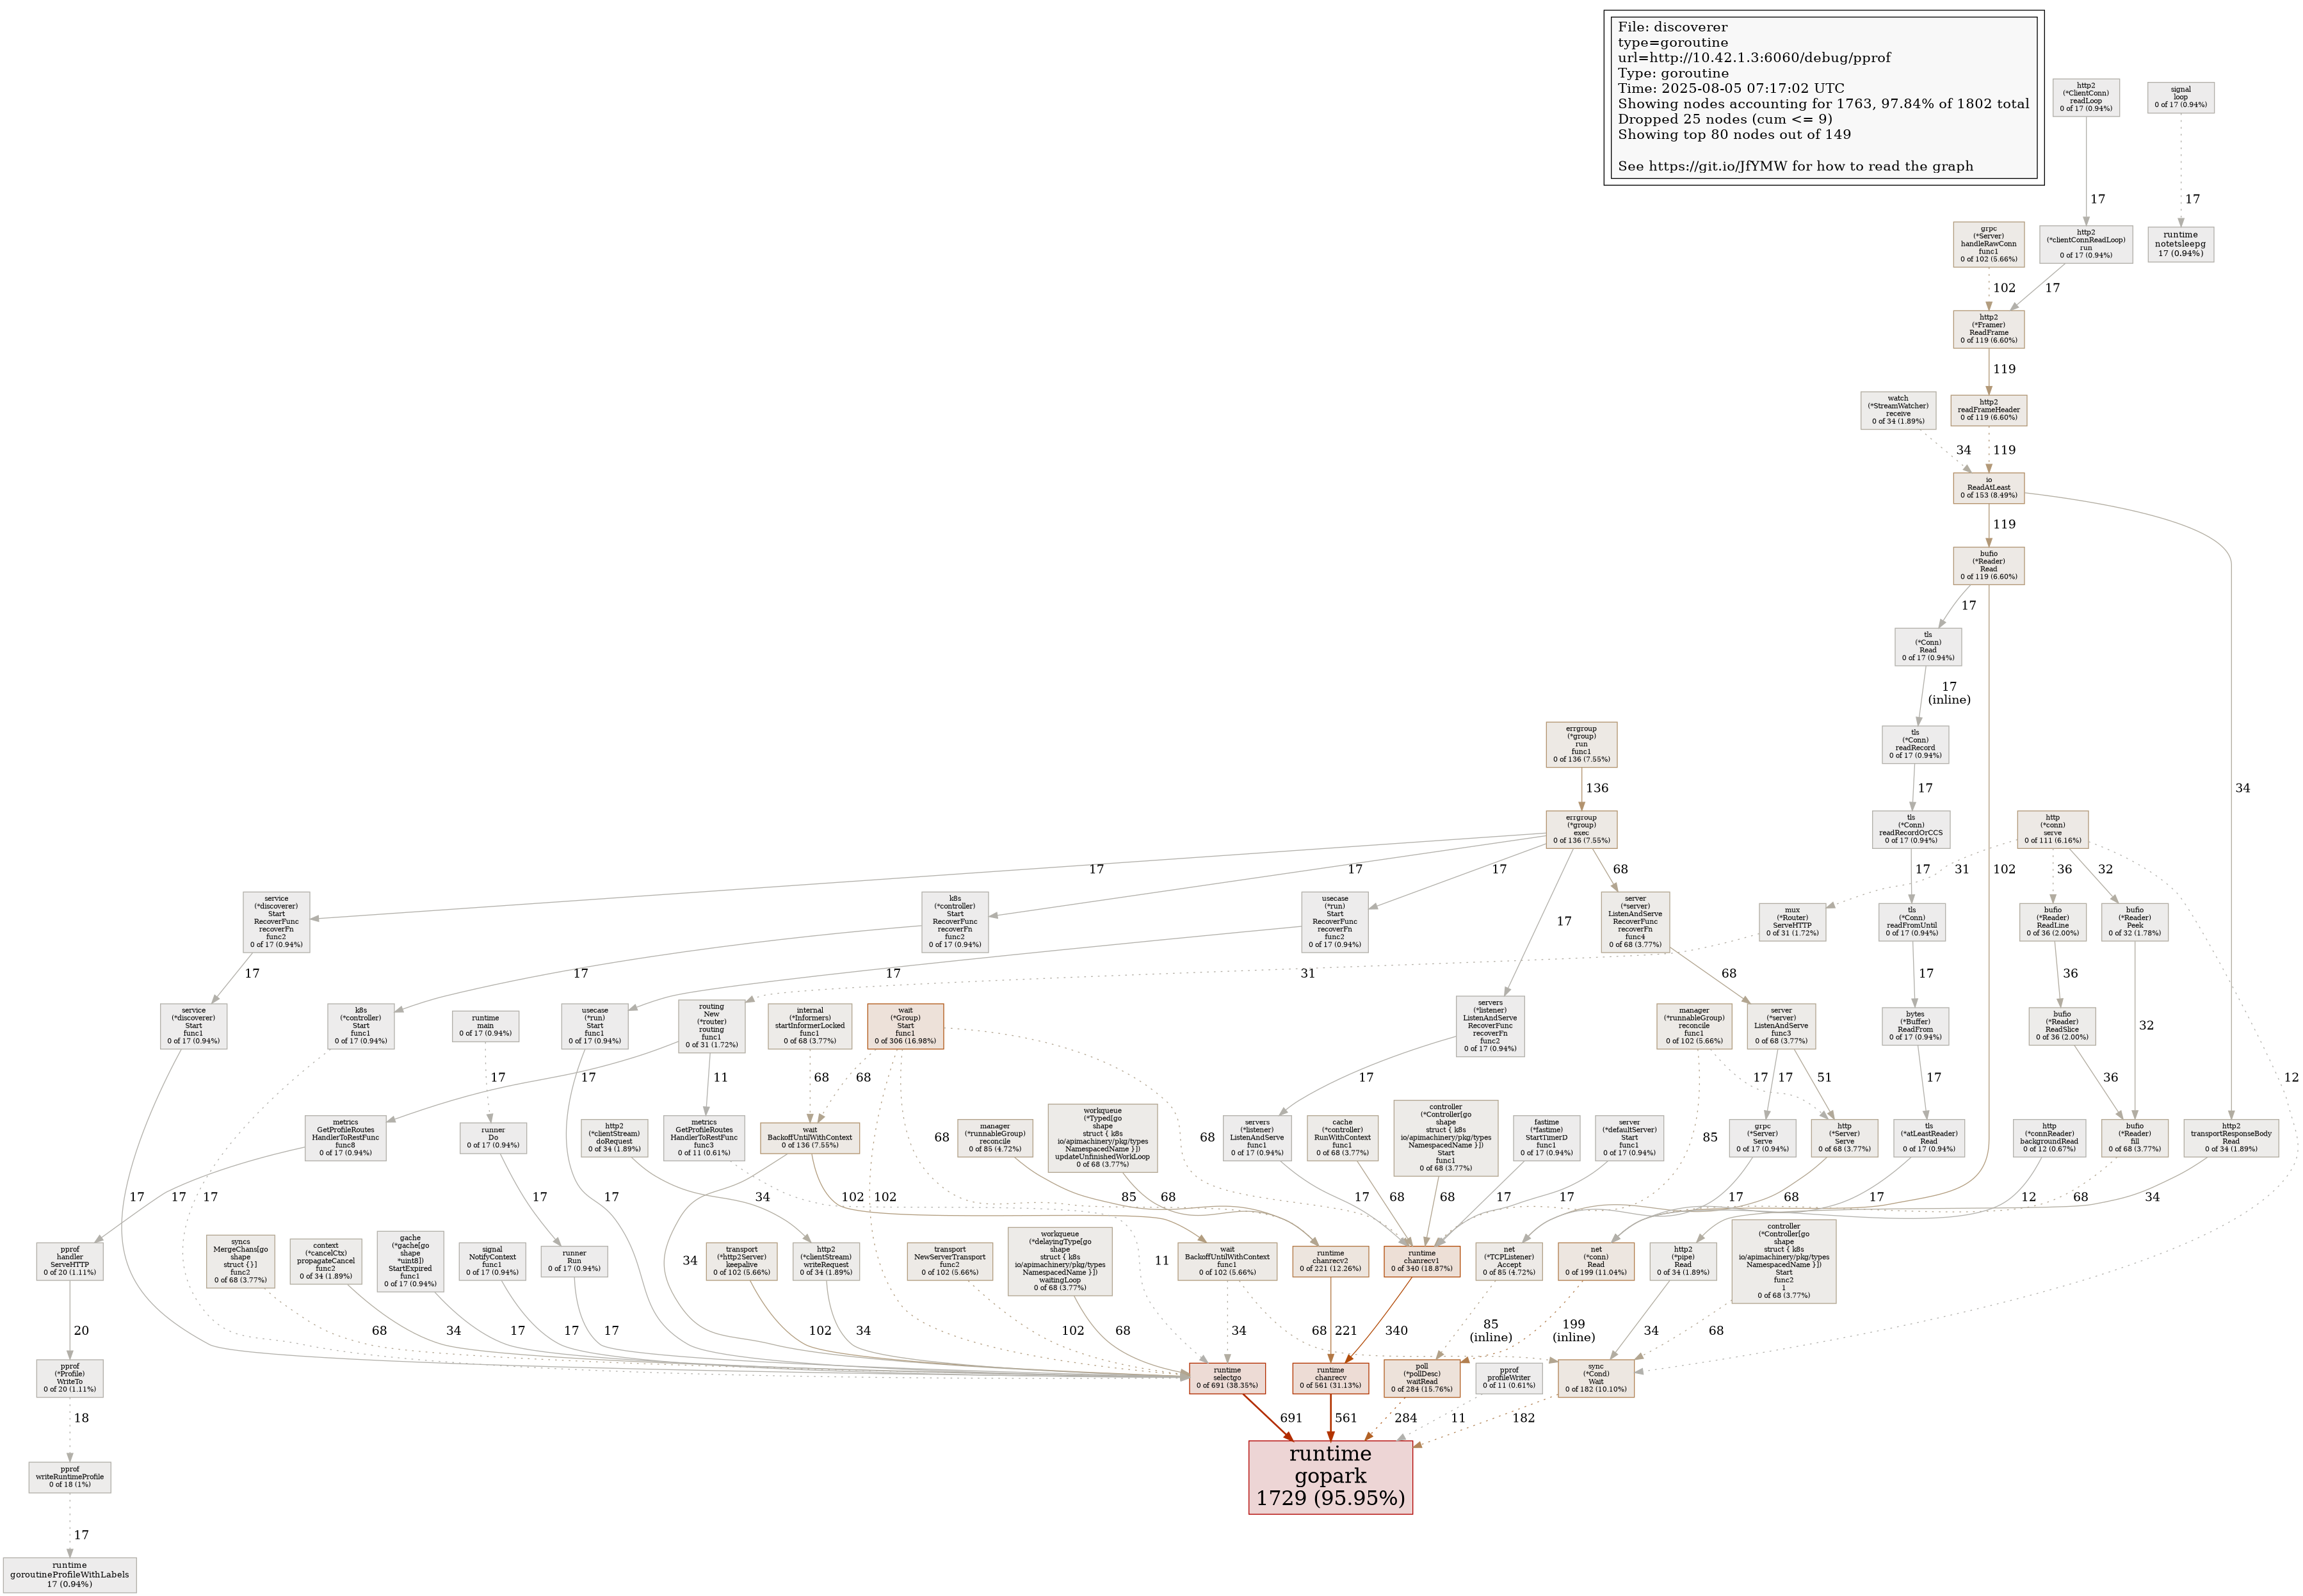 File: discoverer
type=goroutine
url=http://10.42.1.3:6060/debug/pprof
Type: goroutine
Time: 2025-08-05 07:17:02 UTC
Showing nodes accounting for 1763, 97.84% of 1802 total
Dropped 25 nodes (cum <= 9)
Showing top 80 nodes out of 149
See https://git.io/JfYMW for how to read the graph
http2
(*ClientConn)
readLoop
0 of 17 (0.94%)
signal
loop
0 of 17 (0.94%)
17
17
grpc
(*Server)
handleRawConn
func1
0 of 102 (5.66%)
http2
(*clientConnReadLoop)
run
0 of 17 (0.94%)
runtime
notetsleepg
17 (0.94%)
102
17
http2
(*Framer)
ReadFrame
0 of 119 (6.60%)
119
watch
(*StreamWatcher)
receive
0 of 34 (1.89%)
http2
readFrameHeader
0 of 119 (6.60%)
34
119
io
ReadAtLeast
0 of 153 (8.49%)
119
bufio
(*Reader)
Read
0 of 119 (6.60%)
17
tls
(*Conn)
Read
0 of 17 (0.94%)
17
(inline)
tls
(*Conn)
readRecord
0 of 17 (0.94%)
17
34
errgroup
(*group)
run
func1
0 of 136 (7.55%)
136
errgroup
(*group)
exec
0 of 136 (7.55%)
tls
(*Conn)
readRecordOrCCS
0 of 17 (0.94%)
http
(*conn)
serve
0 of 111 (6.16%)
17
17
17
17
68
17
102
31
36
32
service
(*discoverer)
Start
RecoverFunc
recoverFn
func2
0 of 17 (0.94%)
k8s
(*controller)
Start
RecoverFunc
recoverFn
func2
0 of 17 (0.94%)
usecase
(*run)
Start
RecoverFunc
recoverFn
func2
0 of 17 (0.94%)
server
(*server)
ListenAndServe
RecoverFunc
recoverFn
func4
0 of 68 (3.77%)
mux
(*Router)
ServeHTTP
0 of 31 (1.72%)
tls
(*Conn)
readFromUntil
0 of 17 (0.94%)
bufio
(*Reader)
ReadLine
0 of 36 (2.00%)
bufio
(*Reader)
Peek
0 of 32 (1.78%)
17
17
17
31
68
17
36
32
12
service
(*discoverer)
Start
func1
0 of 17 (0.94%)
k8s
(*controller)
Start
func1
0 of 17 (0.94%)
runtime
main
0 of 17 (0.94%)
usecase
(*run)
Start
func1
0 of 17 (0.94%)
routing
New
(*router)
routing
func1
0 of 31 (1.72%)
internal
(*Informers)
startInformerLocked
func1
0 of 68 (3.77%)
wait
(*Group)
Start
func1
0 of 306 (16.98%)
servers
(*listener)
ListenAndServe
RecoverFunc
recoverFn
func2
0 of 17 (0.94%)
manager
(*runnableGroup)
reconcile
func1
0 of 102 (5.66%)
server
(*server)
ListenAndServe
func3
0 of 68 (3.77%)
bytes
(*Buffer)
ReadFrom
0 of 17 (0.94%)
bufio
(*Reader)
ReadSlice
0 of 36 (2.00%)
17
17
11
68
68
17
17
17
51
17
36
metrics
GetProfileRoutes
HandlerToRestFunc
func8
0 of 17 (0.94%)
runner
Do
0 of 17 (0.94%)
http2
(*clientStream)
doRequest
0 of 34 (1.89%)
metrics
GetProfileRoutes
HandlerToRestFunc
func3
0 of 11 (0.61%)
wait
BackoffUntilWithContext
0 of 136 (7.55%)
manager
(*runnableGroup)
reconcile
0 of 85 (4.72%)
workqueue
(*Typed[go
shape
struct { k8s
io/apimachinery/pkg/types
NamespacedName }])
updateUnfinishedWorkLoop
0 of 68 (3.77%)
68
68
servers
(*listener)
ListenAndServe
func1
0 of 17 (0.94%)
cache
(*controller)
RunWithContext
func1
0 of 68 (3.77%)
controller
(*Controller[go
shape
struct { k8s
io/apimachinery/pkg/types
NamespacedName }])
Start
func1
0 of 68 (3.77%)
fastime
(*fastime)
StartTimerD
func1
0 of 17 (0.94%)
server
(*defaultServer)
Start
func1
0 of 17 (0.94%)
85
grpc
(*Server)
Serve
0 of 17 (0.94%)
http
(*Server)
Serve
0 of 68 (3.77%)
tls
(*atLeastReader)
Read
0 of 17 (0.94%)
http
(*connReader)
backgroundRead
0 of 12 (0.67%)
bufio
(*Reader)
fill
0 of 68 (3.77%)
http2
transportResponseBody
Read
0 of 34 (1.89%)
17
17
17
17
17
34
102
102
85
68
17
68
68
17
17
17
68
17
12
68
34
pprof
handler
ServeHTTP
0 of 20 (1.11%)
syncs
MergeChans[go
shape
struct {}]
func2
0 of 68 (3.77%)
context
(*cancelCtx)
propagateCancel
func2
0 of 34 (1.89%)
gache
(*gache[go
shape
*uint8])
StartExpired
func1
0 of 17 (0.94%)
signal
NotifyContext
func1
0 of 17 (0.94%)
runner
Run
0 of 17 (0.94%)
34
transport
(*http2Server)
keepalive
0 of 102 (5.66%)
http2
(*clientStream)
writeRequest
0 of 34 (1.89%)
transport
NewServerTransport
func2
0 of 102 (5.66%)
workqueue
(*delayingType[go
shape
struct { k8s
io/apimachinery/pkg/types
NamespacedName }])
waitingLoop
0 of 68 (3.77%)
11
wait
BackoffUntilWithContext
func1
0 of 102 (5.66%)
runtime
chanrecv2
0 of 221 (12.26%)
runtime
chanrecv1
0 of 340 (18.87%)
net
(*TCPListener)
Accept
0 of 85 (4.72%)
net
(*conn)
Read
0 of 199 (11.04%)
http2
(*pipe)
Read
0 of 34 (1.89%)
controller
(*Controller[go
shape
struct { k8s
io/apimachinery/pkg/types
NamespacedName }])
Start
func2
1
0 of 68 (3.77%)
20
68
34
17
17
17
102
34
102
68
34
68
221
340
85
(inline)
199
(inline)
34
68
pprof
(*Profile)
WriteTo
0 of 20 (1.11%)
runtime
selectgo
0 of 691 (38.35%)
runtime
chanrecv
0 of 561 (31.13%)
poll
(*pollDesc)
waitRead
0 of 284 (15.76%)
pprof
profileWriter
0 of 11 (0.61%)
sync
(*Cond)
Wait
0 of 182 (10.10%)
18
691
561
284
11
182
pprof
writeRuntimeProfile
0 of 18 (1%)
runtime
gopark
1729 (95.95%)
17
runtime
goroutineProfileWithLabels
17 (0.94%)